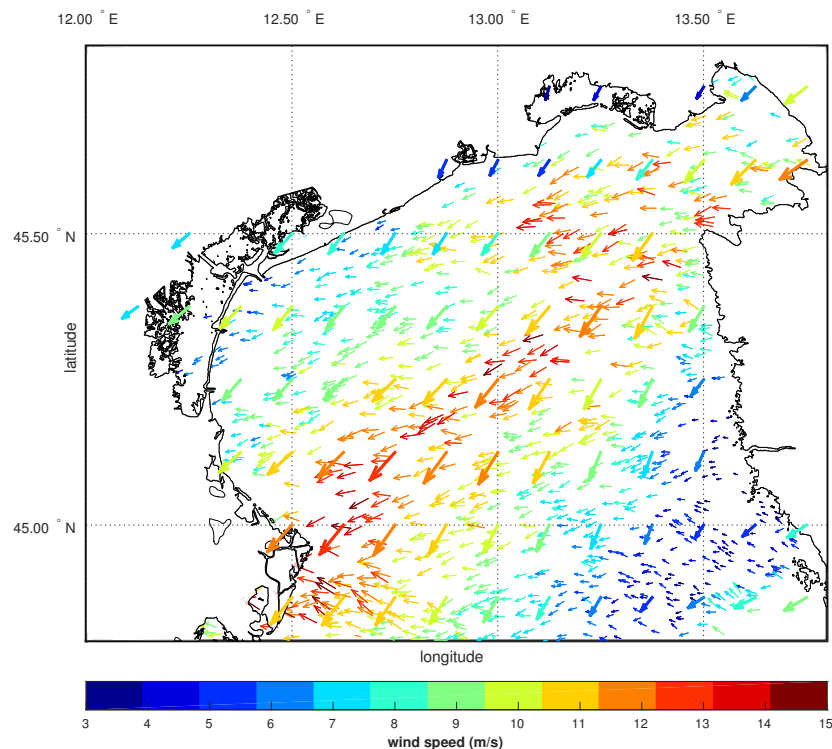 12.00 ° E 12.50 ° E 13.00 ° E 13.50 ° E
45.50 ° N
latitude
45.00 ° N
longitude
3 4 5 6 7 8 9 10 11 12 13 14 15
wind speed (m/s)